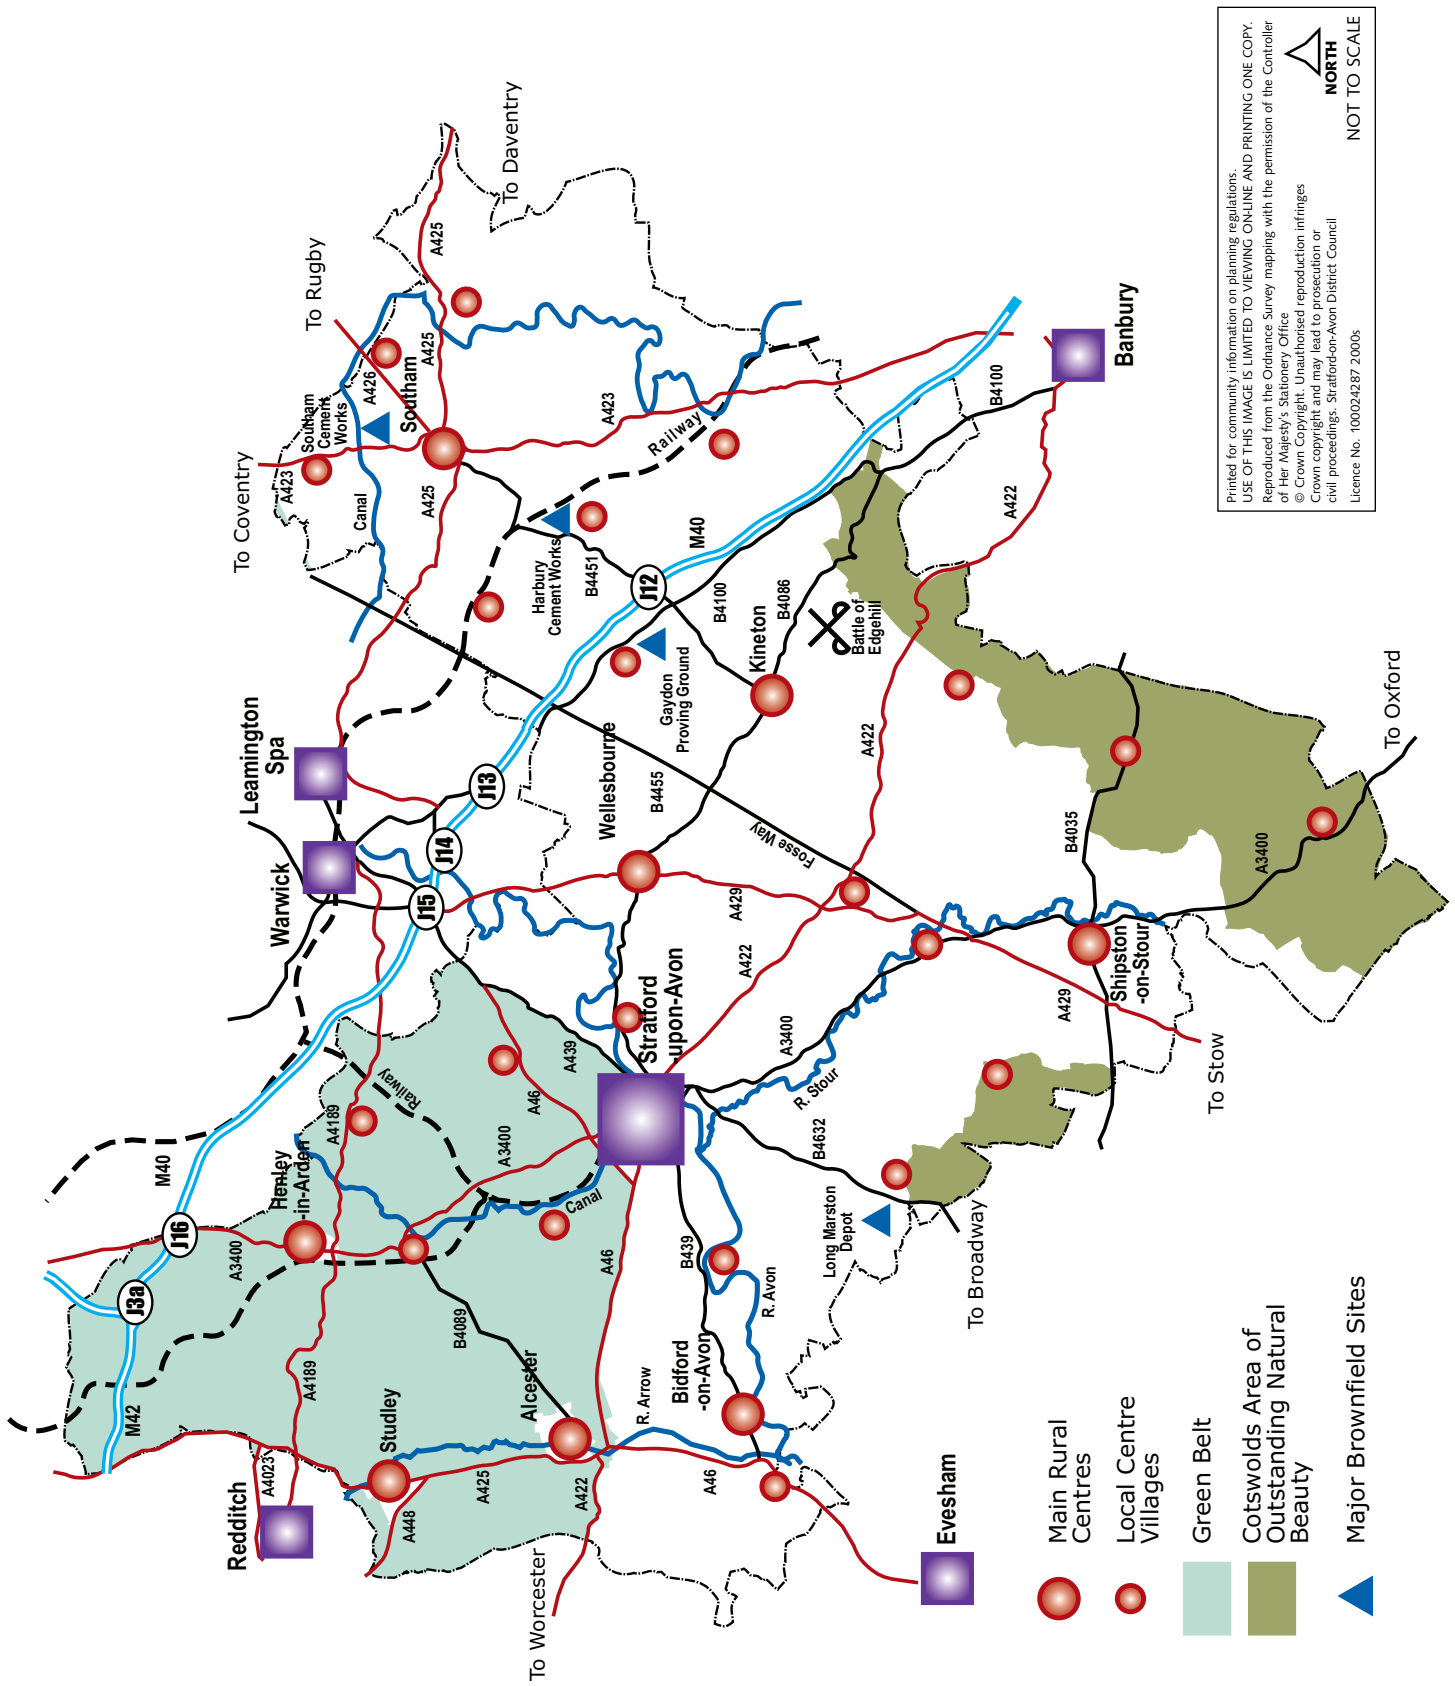 To Coventry
To Rugby
To Daventry
A423
Southam
Cement
Works
A426
A425
Southam
Canal
A425
A425
A423
Railway
Leamington
Spa
Warwick
Harbury
Cement Works
B4451
J12
M40
B4100
B4086
Kineton
Battle of
Edgehill
Gaydon
Proving Ground
B4100
A422
Banbury
J13
J14
J15
Wellesbourne
B4455
Fosse Way
A422
A429
A422
M40
J16
J3a
M42
Henley
-in-Arden
A4189
Railway
A3400
A46
A439
A3400
Stratford
-upon-Avon
Canal
B4089
A4189
Redditch
A4023
Studley
Alcester
A448
A425
A422
A46
R. Arrow
Bidford
-on-Avon
B439
R. Avon
A46
To Worcester
Evesham
B4632
Long Marston
Depot
To Broadway
R. Stour
A3400
A429
Shipston
-on-Stour
To Stow
B4035
A3400
To Oxford
Main Rural
Centres
Local Centre
Villages
Green Belt
Cotswolds Area of
Outstanding Natural
Beauty
Major Brownfield Sites
Printed for community information on planning regulations.
USE OF THIS IMAGE IS LIMITED TO VIEWING ON-LINE AND PRINTING ONE COPY.
Reproduced from the Ordnance Survey mapping with the permission of the Controller
of Her Majesty's Stationery Office
© Crown Copyright. Unauthorised reproduction infringes
Crown copyright and may lead to prosecution or
civil proceedings. Stratford-on-Avon District Council
Licence No. 100024287 2000s
NORTH
NOT TO SCALE